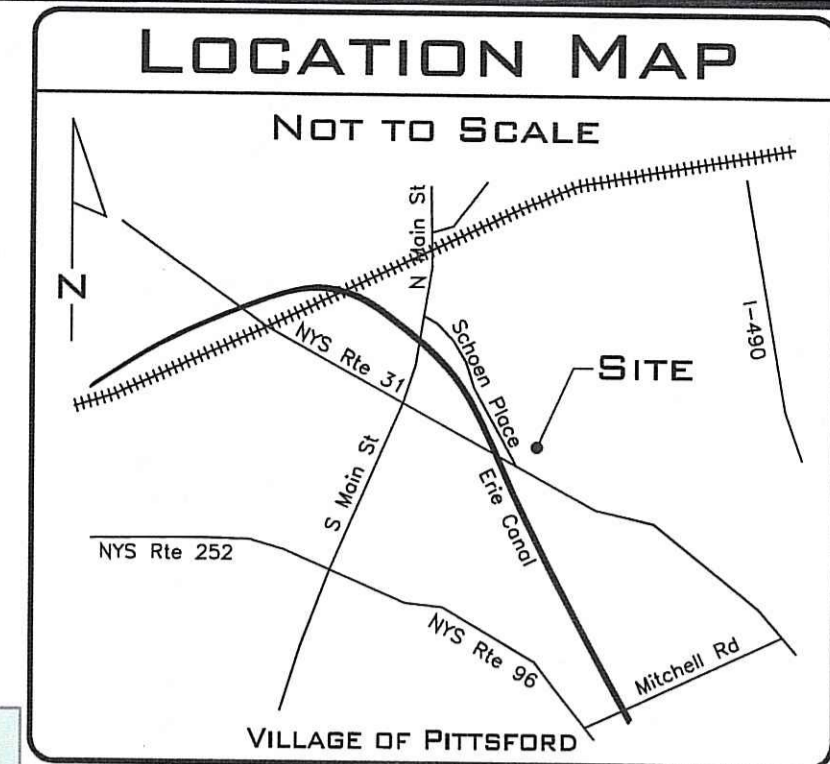 LOCATION MAP
NOT TO SCALE
N
N Main St
NYS Rte 31
Schoen Place
SITE
I-490
S Main St
Erie Canal
NYS Rte 252
NYS Rte 96
Mitchell Rd
VILLAGE OF PITTSFORD